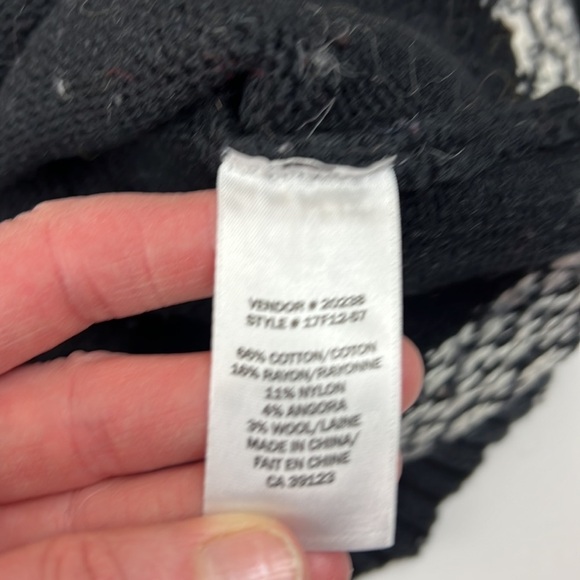 VENDOR # 20238
STYLE # 17F12-57
66% COTTON/COTON
16% RAYON/RAYONNE
11% NYLON
4% ANGORA
3% WOOL/LAINE
MADE IN CHINA/
FAIT EN CHINE
CA 39123